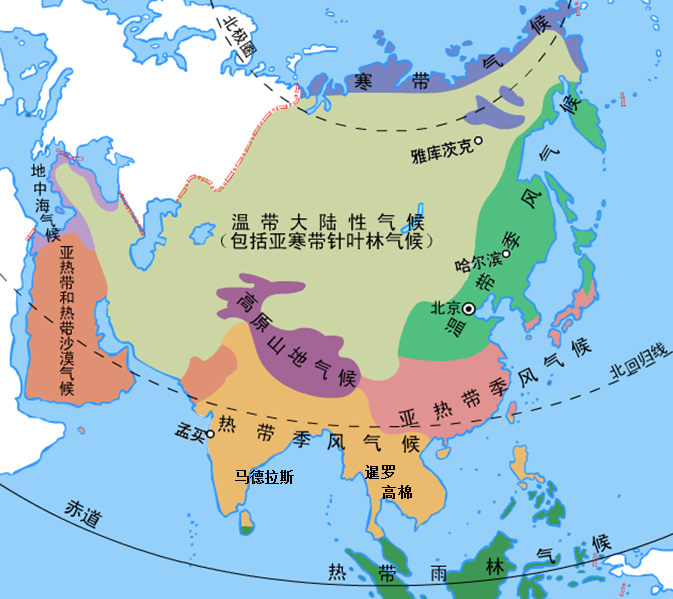 北极圈
寒带气候
雅库茨克
地中海气候
温带大陆性气候
（包括亚寒带针叶林气候）
温带季风气候
哈尔滨
北京
亚热带和热带沙漠气候
高原山地气候
亚热带季风气候
北回归线
孟买
热带季风气候
马德拉斯
暹罗
高棉
赤道
热带雨林气候